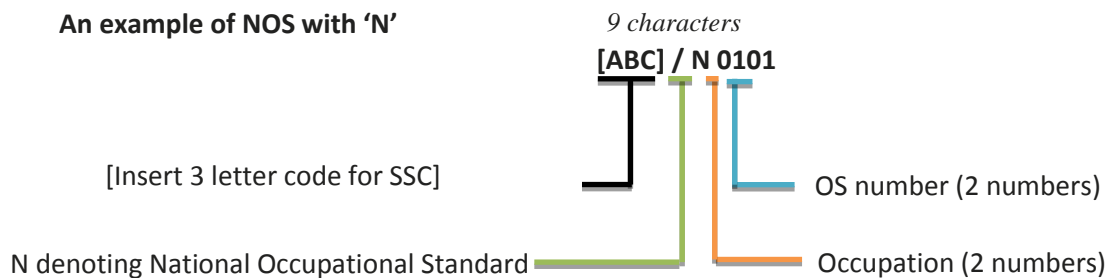 An example of NOS with ‘N’
9 characters
[ABC] / N 0101
[Insert 3 letter code for SSC]
OS number (2 numbers)
N denoting National Occupational Standard
Occupation (2 numbers)